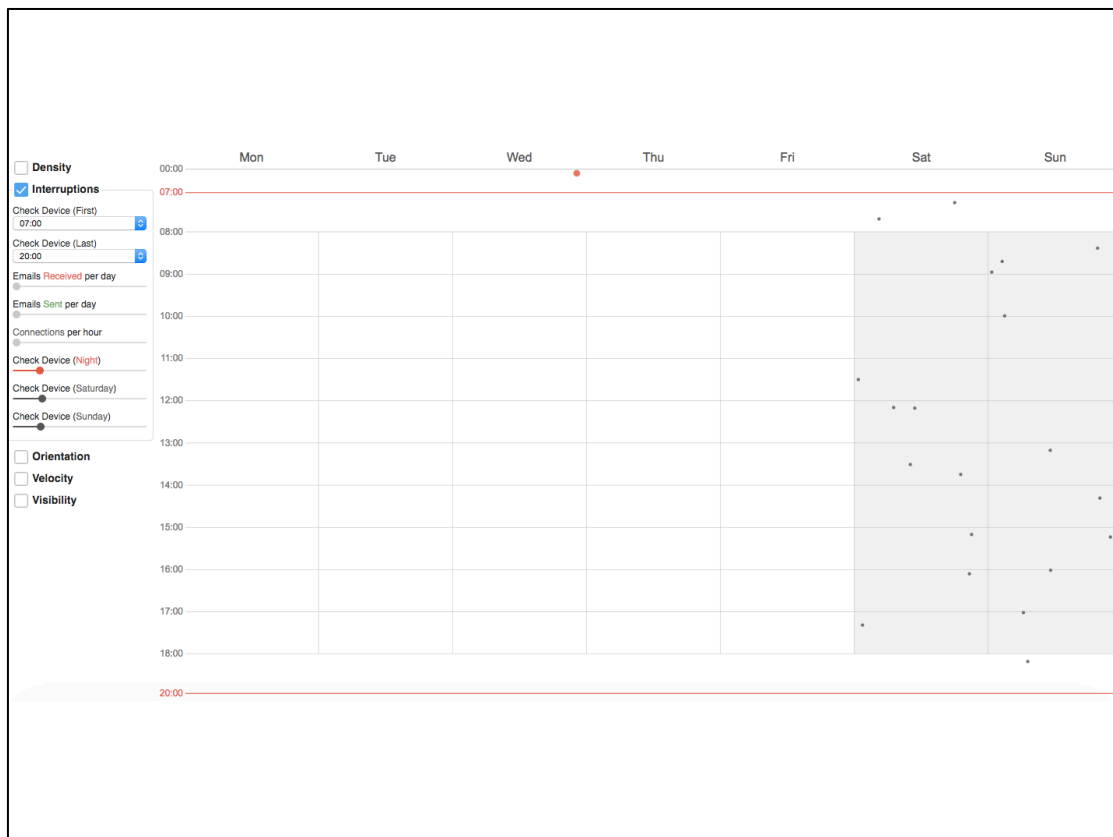 Mon Tue Wed Thu Fri Sat Sun
Density
Interruptions
Check Device (First)
07:00
Check Device (Last)
20:00
Emails Received per day
Emails Sent per day
Connections per hour
Check Device (Night)
Check Device (Saturday)
Check Device (Sunday)
Orientation
Velocity
Visibility
00:00
07:00
08:00
09:00
10:00
11:00
12:00
13:00
14:00
15:00
16:00
17:00
18:00
20:00